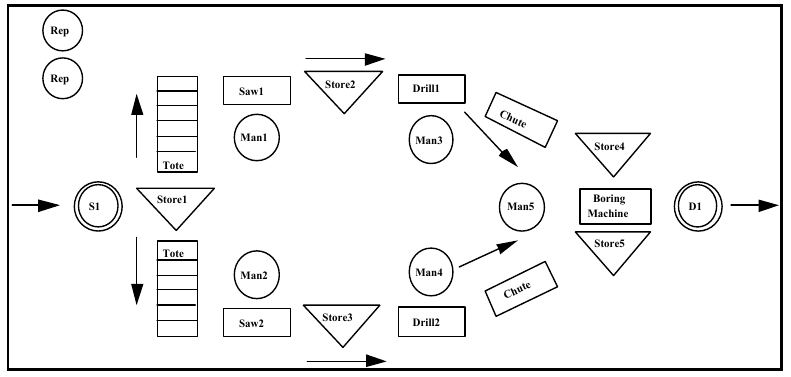 Rep
Rep
Saw1
Store2
Drill1
Chute
Man1
Man3
Store4
Tote
S1
Store1
Man5
Boring
Machine
D1
Store5
Tote
Man2
Man4
Chute
Saw2
Store3
Drill2